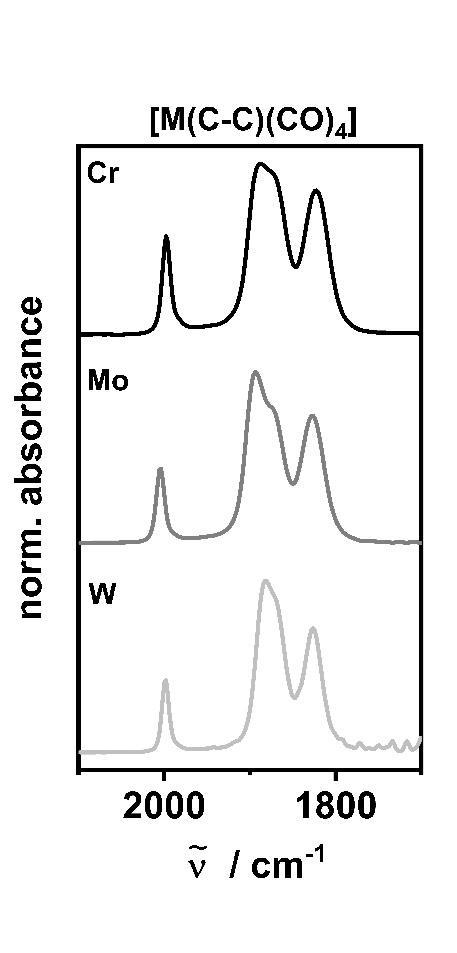 [M(C-C)(CO)₄]
Cr
Mo
W
norm. absorbance
2000 1800
ν̃ / cm⁻¹